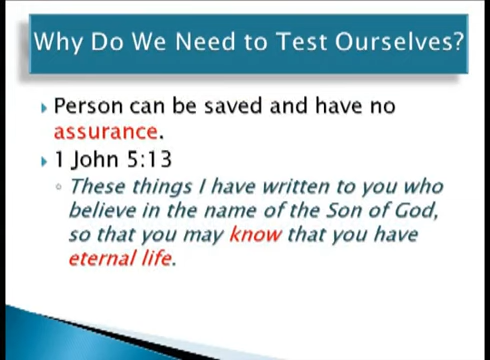 Why Do We Need to Test Ourselves?
Person can be saved and have no
assurance.
1 John 5:13
These things I have written to you who
believe in the name of the Son of God,
so that you may know that you have
eternal life.